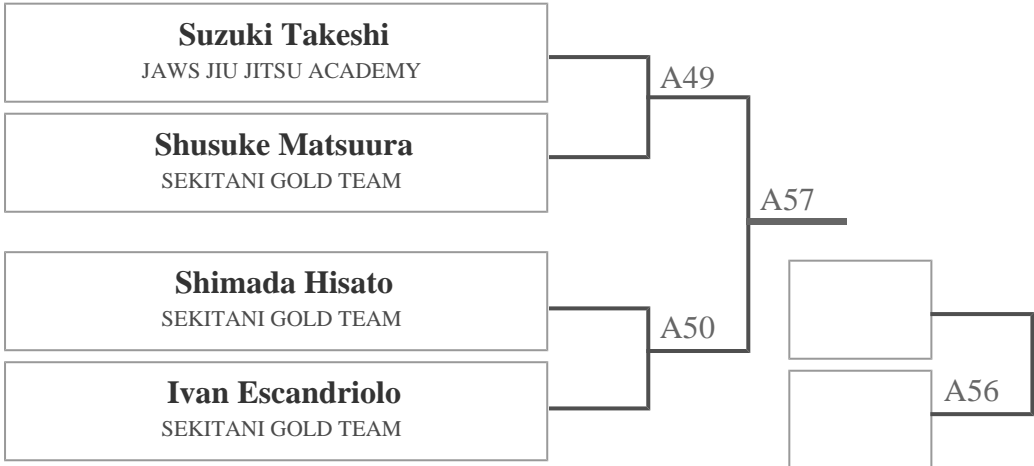 Suzuki Takeshi
JAWS JIU JITSU ACADEMY
A49
Shusuke Matsuura
SEKITANI GOLD TEAM
A57
Shimada Hisato
SEKITANI GOLD TEAM
A50
Ivan Escandriolo
SEKITANI GOLD TEAM
A56